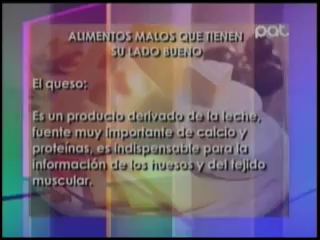 ALIMENTOS MALOS QUE TIENEN
SU LADO BUENO
pat
El queso:
Es un producto derivado de la leche,
fuente muy importante de calcio y
proteínas, es indispensable para la
información de los huesos y del tejido
muscular.